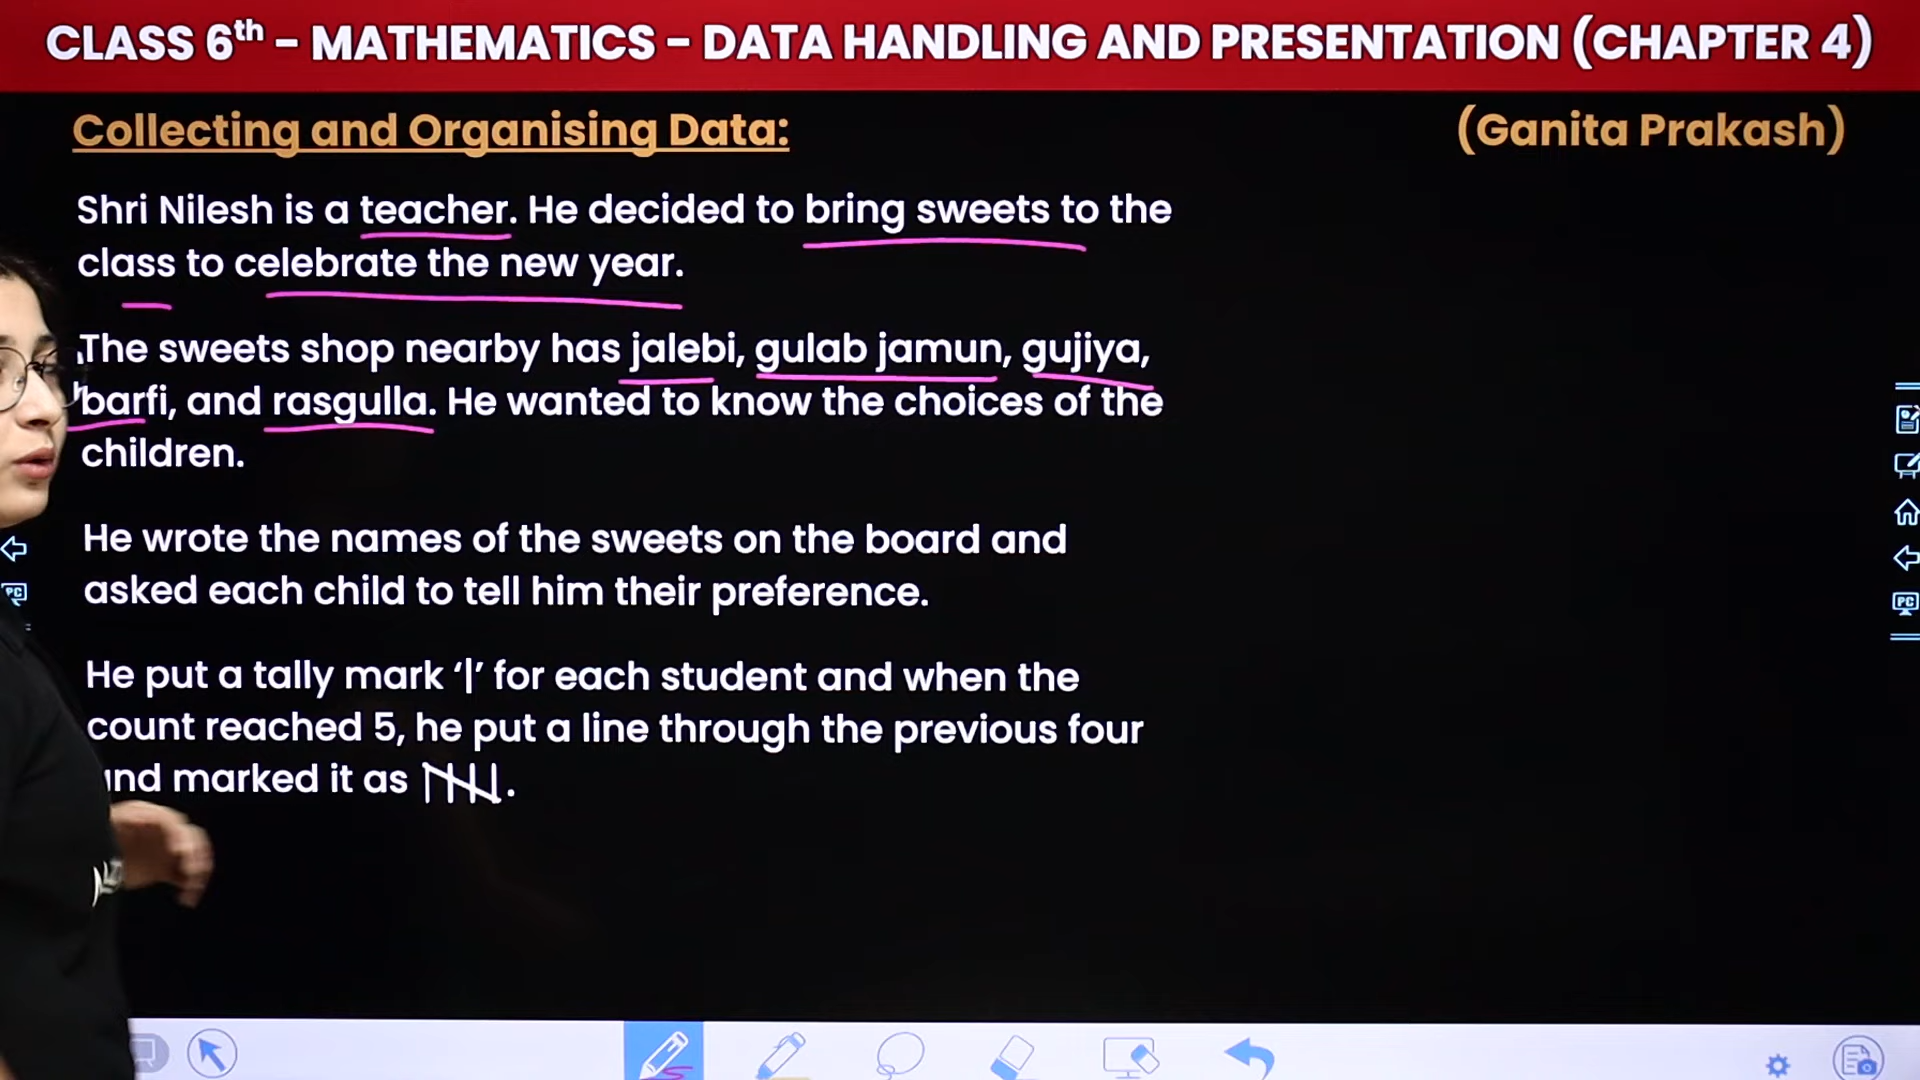 CLASS 6th - MATHEMATICS - DATA HANDLING AND PRESENTATION (CHAPTER 4)
Collecting and Organising Data:
(Ganita Prakash)
Shri Nilesh is a teacher. He decided to bring sweets to the
class to celebrate the new year.
The sweets shop nearby has jalebi, gulab jamun, gujiya,
barfi, and rasgulla. He wanted to know the choices of the
children.
He wrote the names of the sweets on the board and
asked each child to tell him their preference.
He put a tally mark ‘|’ for each student and when the
count reached 5, he put a line through the previous four
and marked it as 
PC
PC